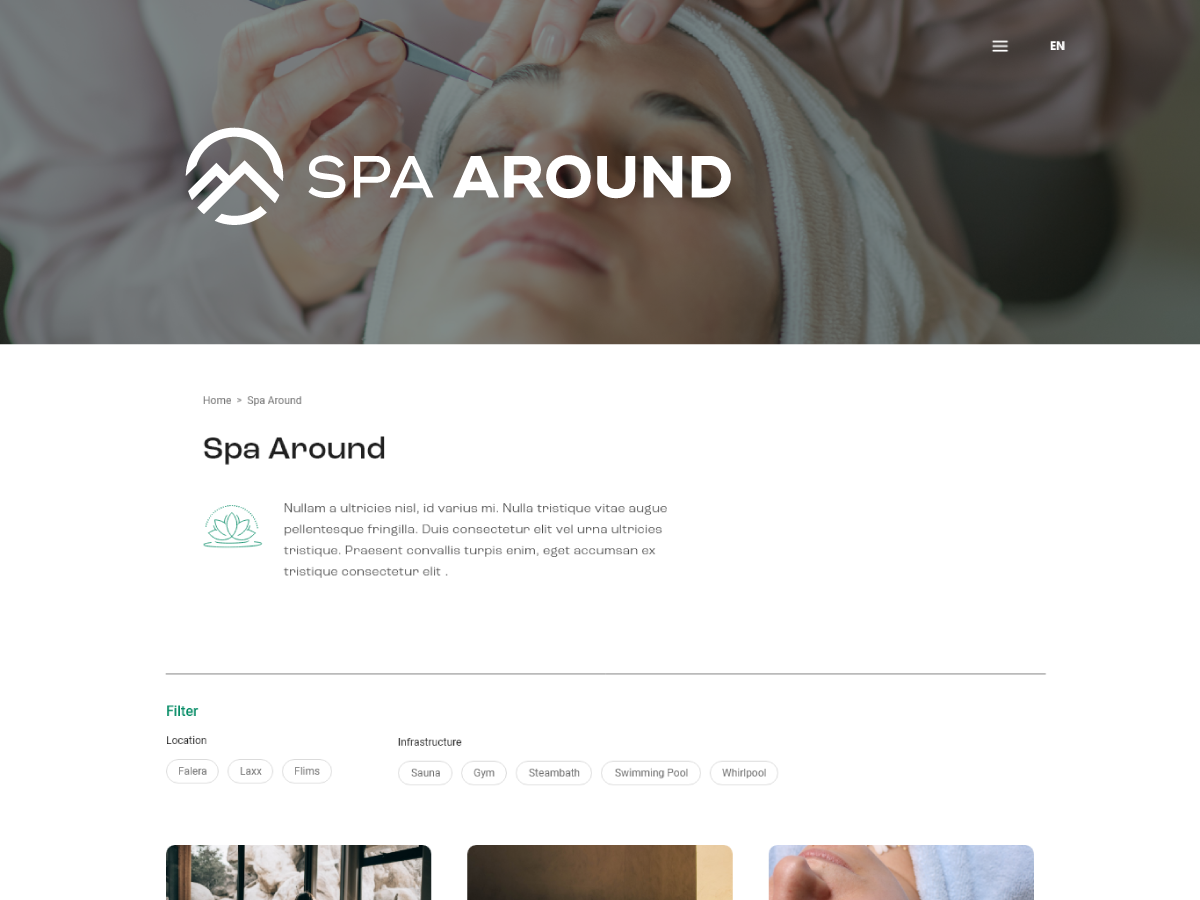 EN
SPA AROUND
Home > Spa Around
Spa Around
Nullam a ultricies nisl, id varius mi. Nulla tristique vitae augue
pellentesque fringilla. Duis consectetur elit vel urna ultricies
tristique. Praesent convallis turpis enim, eget accumsan ex
tristique consectetur elit .
Filter
Location
Falera Laxx Flims
Infrastructure
Sauna Gym Steambath Swimming Pool Whirlpool